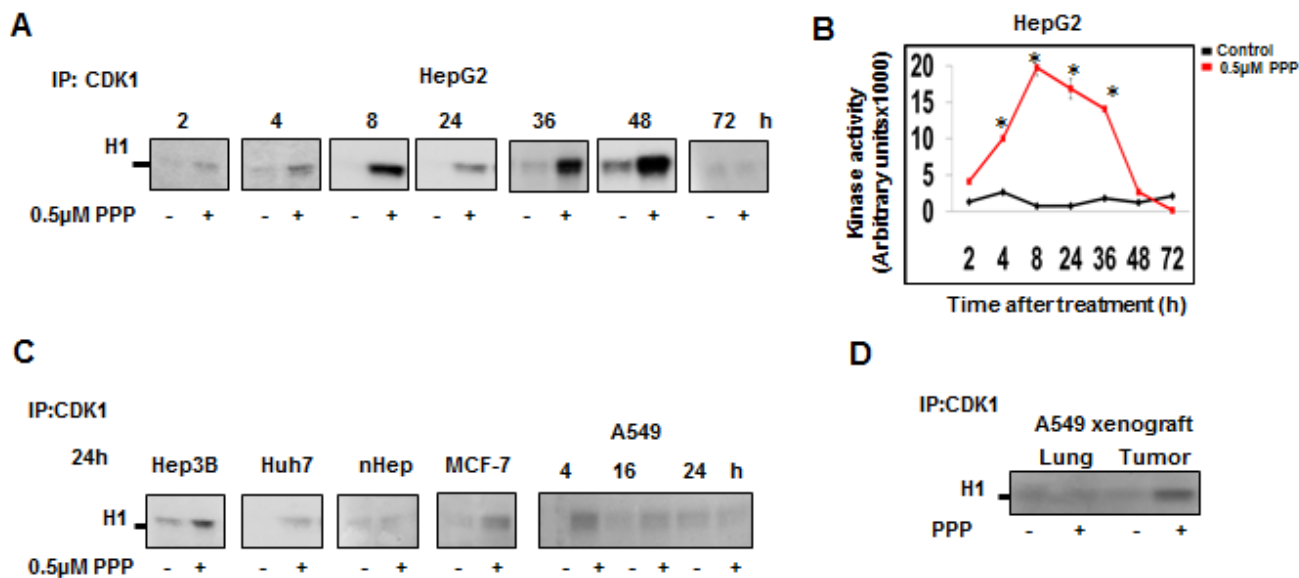 A
IP: CDK1
HepG2
2 4 8 24 36 48 72 h
H1
0.5µM PPP - + - + - + - + - + - + - +
B
HepG2
Control
0.5µM PPP
Kinase activity
(Arbitrary unitsx1000)
20
15
10
5
0
* * * * *
2 4 8 24 36 48 72
Time after treatment (h)
C
IP:CDK1
24h
Hep3B Huh7 nHep MCF-7
A549
4 16 24 h
H1
0.5µM PPP - + - + - + - + - + - + - +
D
IP:CDK1
A549 xenograft
Lung Tumor
H1
PPP - + - +